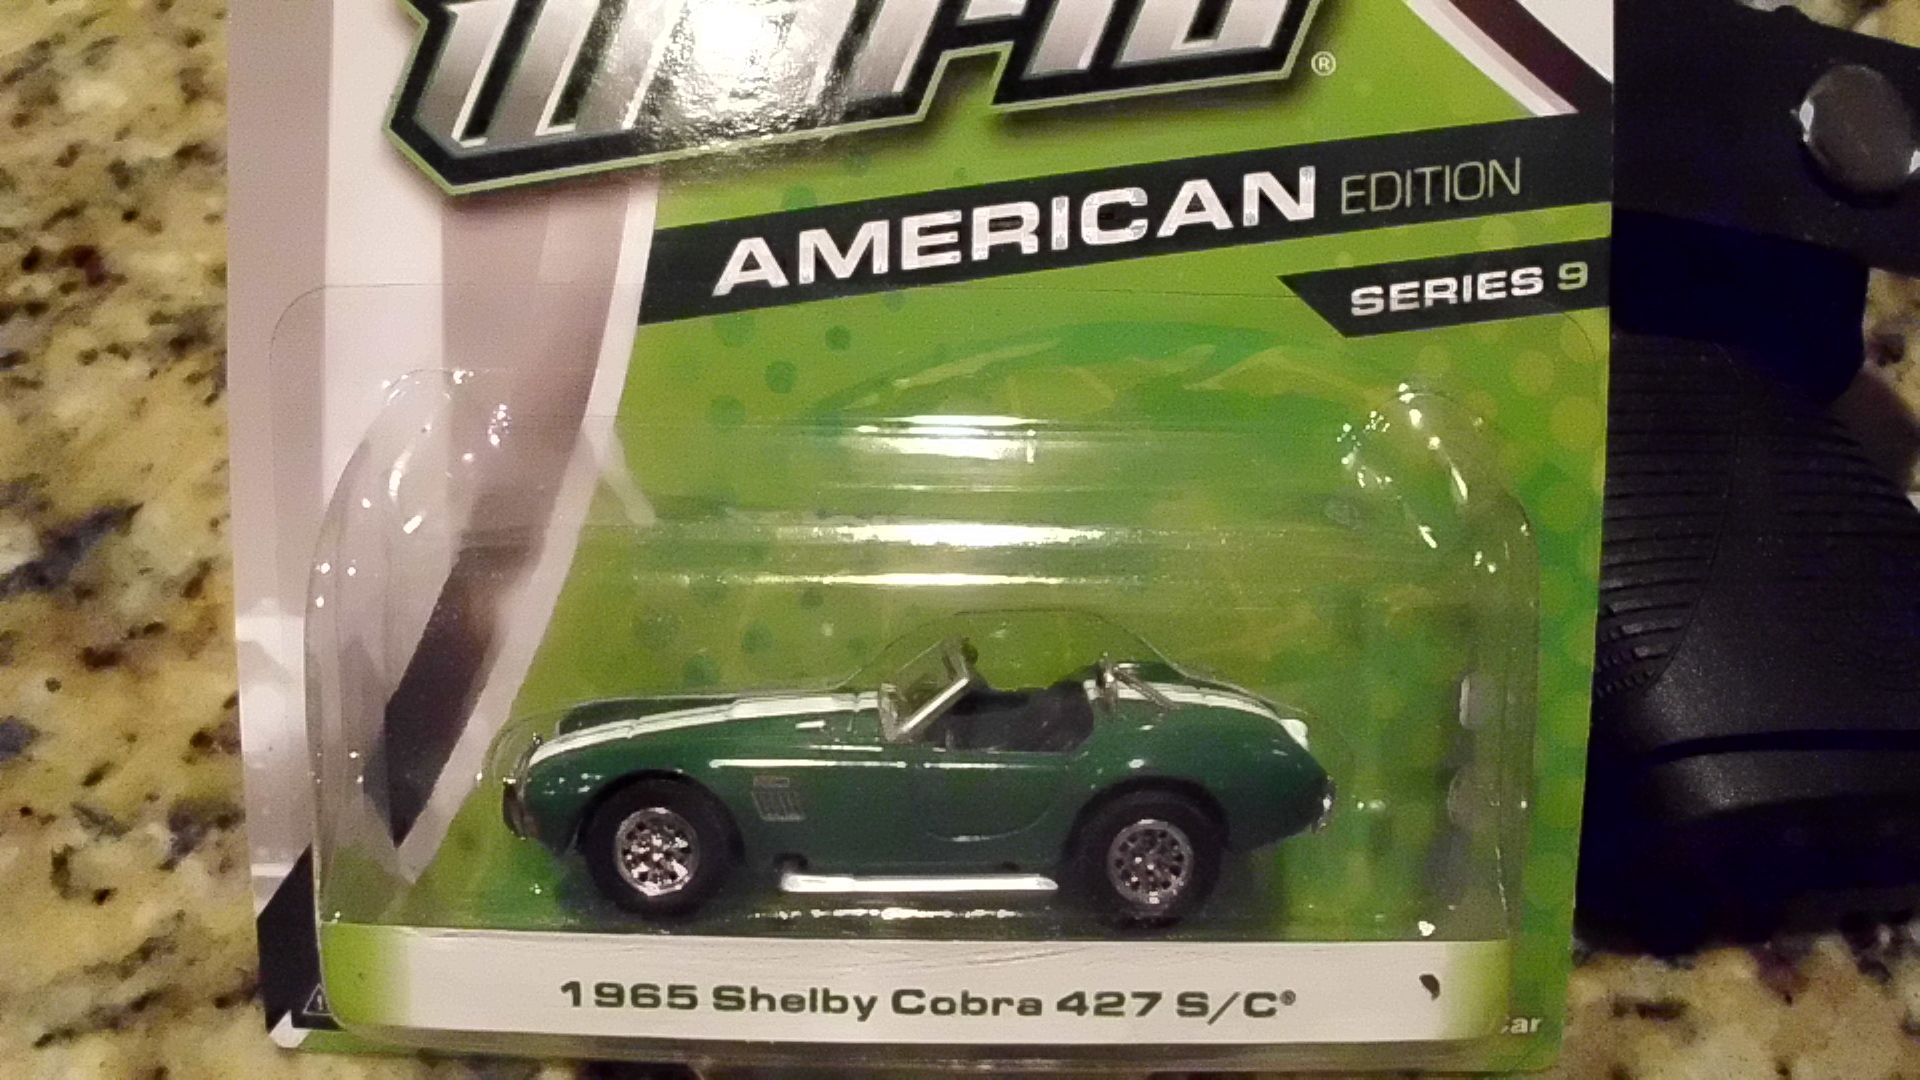 ®
AMERICAN EDITION
SERIES 9
1965 Shelby Cobra 427 S/C®